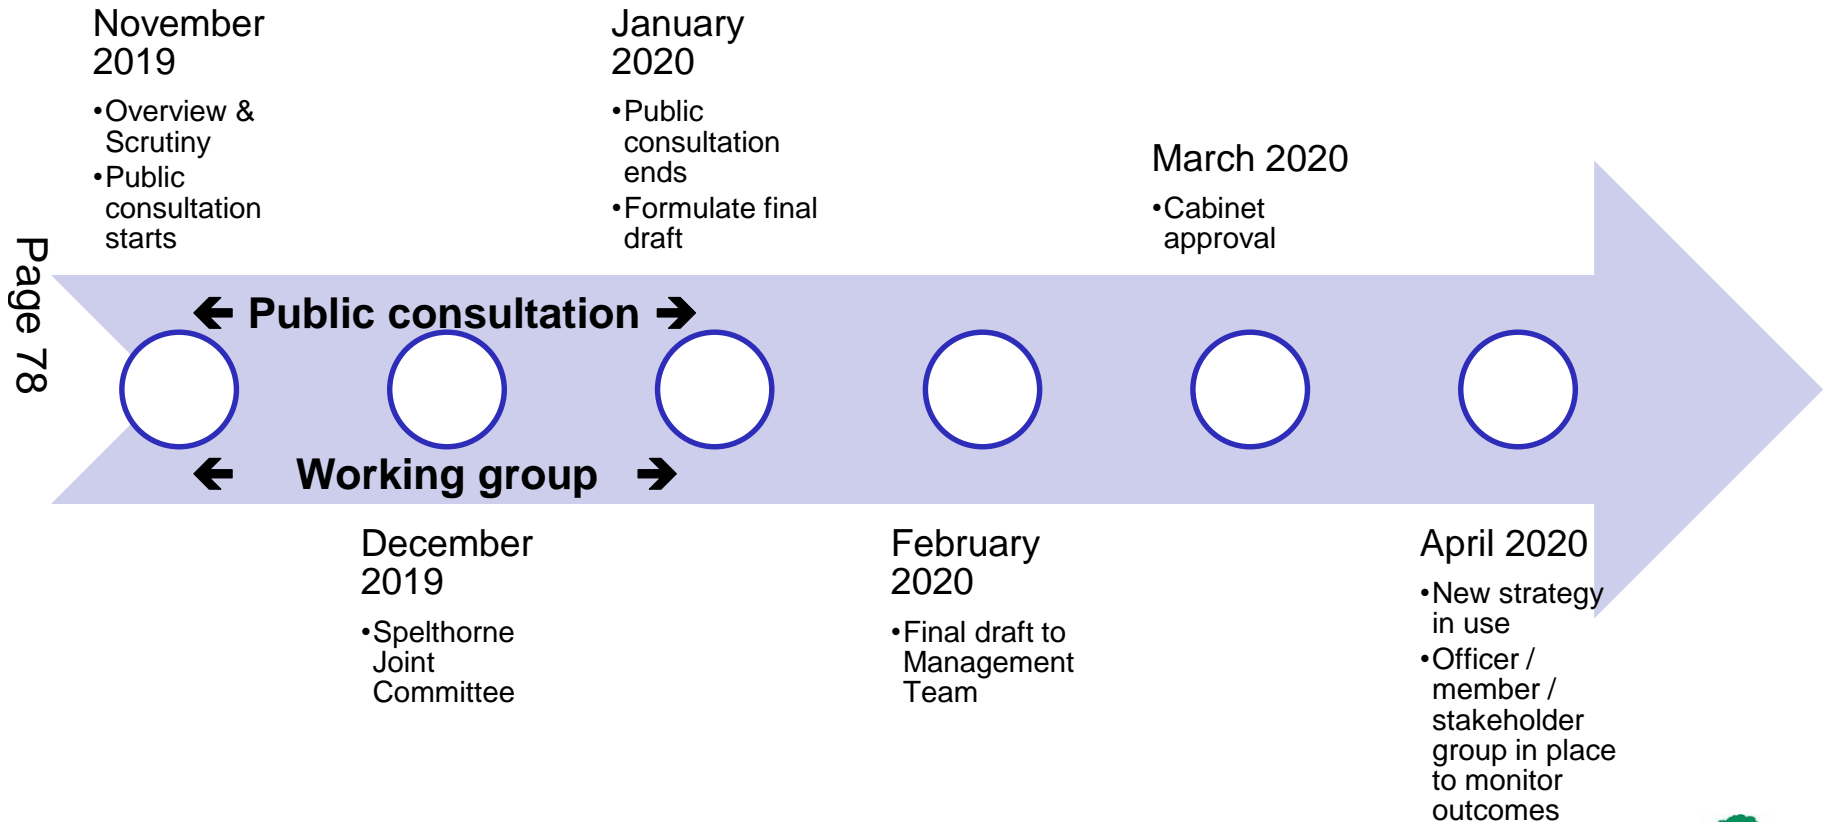 November
2019
•Overview &
Scrutiny
•Public
consultation
starts
January
2020
•Public
consultation
ends
•Formulate final
draft
March 2020
•Cabinet
approval
Page 78
🡸 Public consultation 🡺
🡸 Working group 🡺
December
2019
•Spelthorne
Joint
Committee
February
2020
•Final draft to
Management
Team
April 2020
•New strategy
in use
•Officer /
member /
stakeholder
group in place
to monitor
outcomes